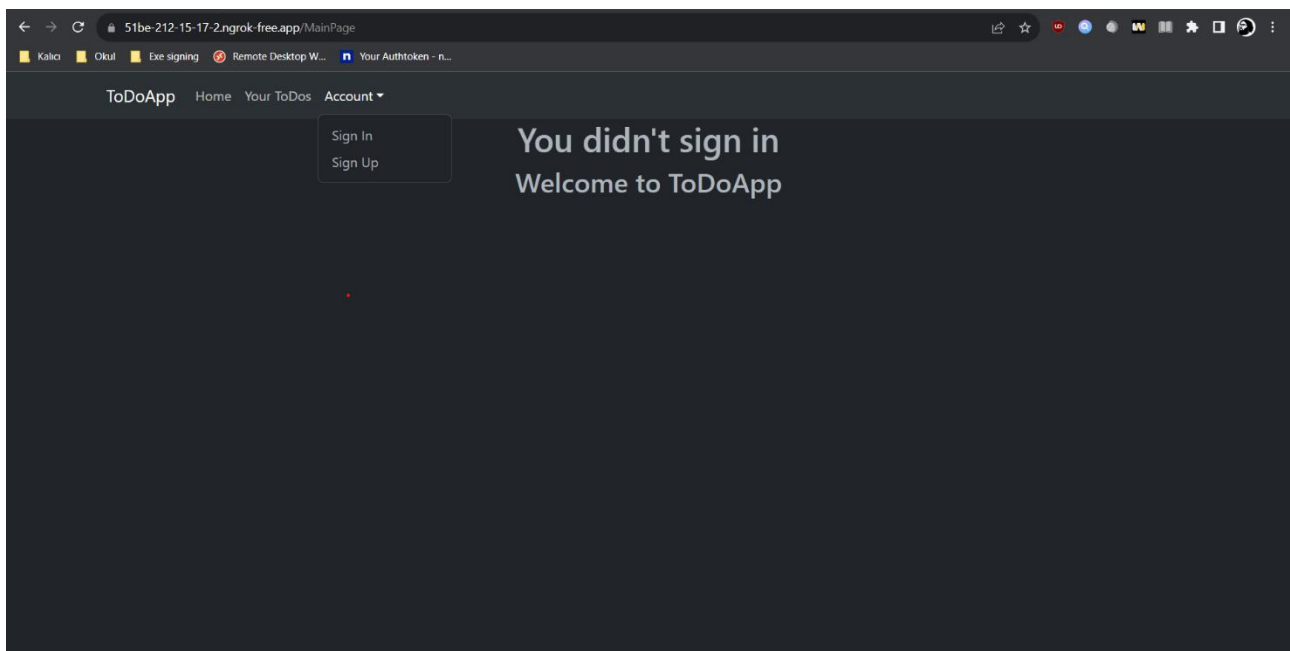 51be-212-15-17-2.ngrok-free.app/MainPage
Kalıcı Okul Exe signing Remote Desktop W... n Your Authtoken - n...
ToDoApp Home Your ToDos Account
Sign In
Sign Up
You didn't sign in
Welcome to ToDoApp